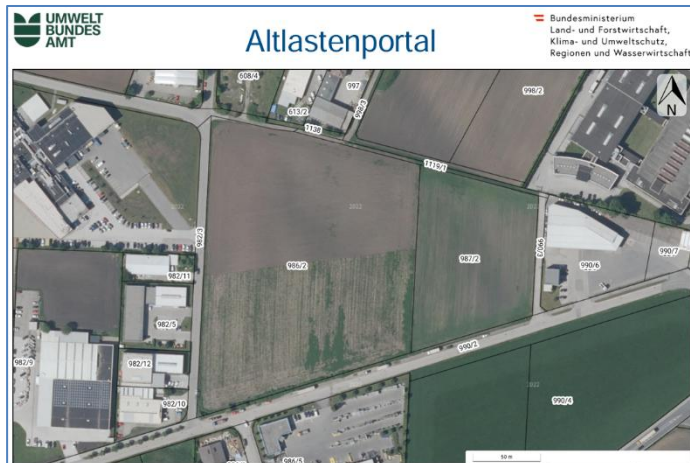 UMWELT
BUNDES
AMT
Altlastenportal
Bundesministerium
Land- und Forstwirtschaft,
Klima- und Umweltschutz,
Regionen und Wasserwirtschaft
608/4
997
998/2
613/2
998/3
1138
N
1119/1
982/3
986/2
987/2
990/3
982/11
990/6
990/7
982/5
990/2
982/9
982/12
982/10
990/4
986/5
50 m